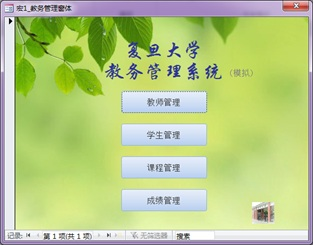 宏1_教务管理窗体
复旦大学
教务管理系统（模拟）
教师管理
学生管理
课程管理
成绩管理
记录: 第 1 项(共 1 项) 无筛选器 搜索